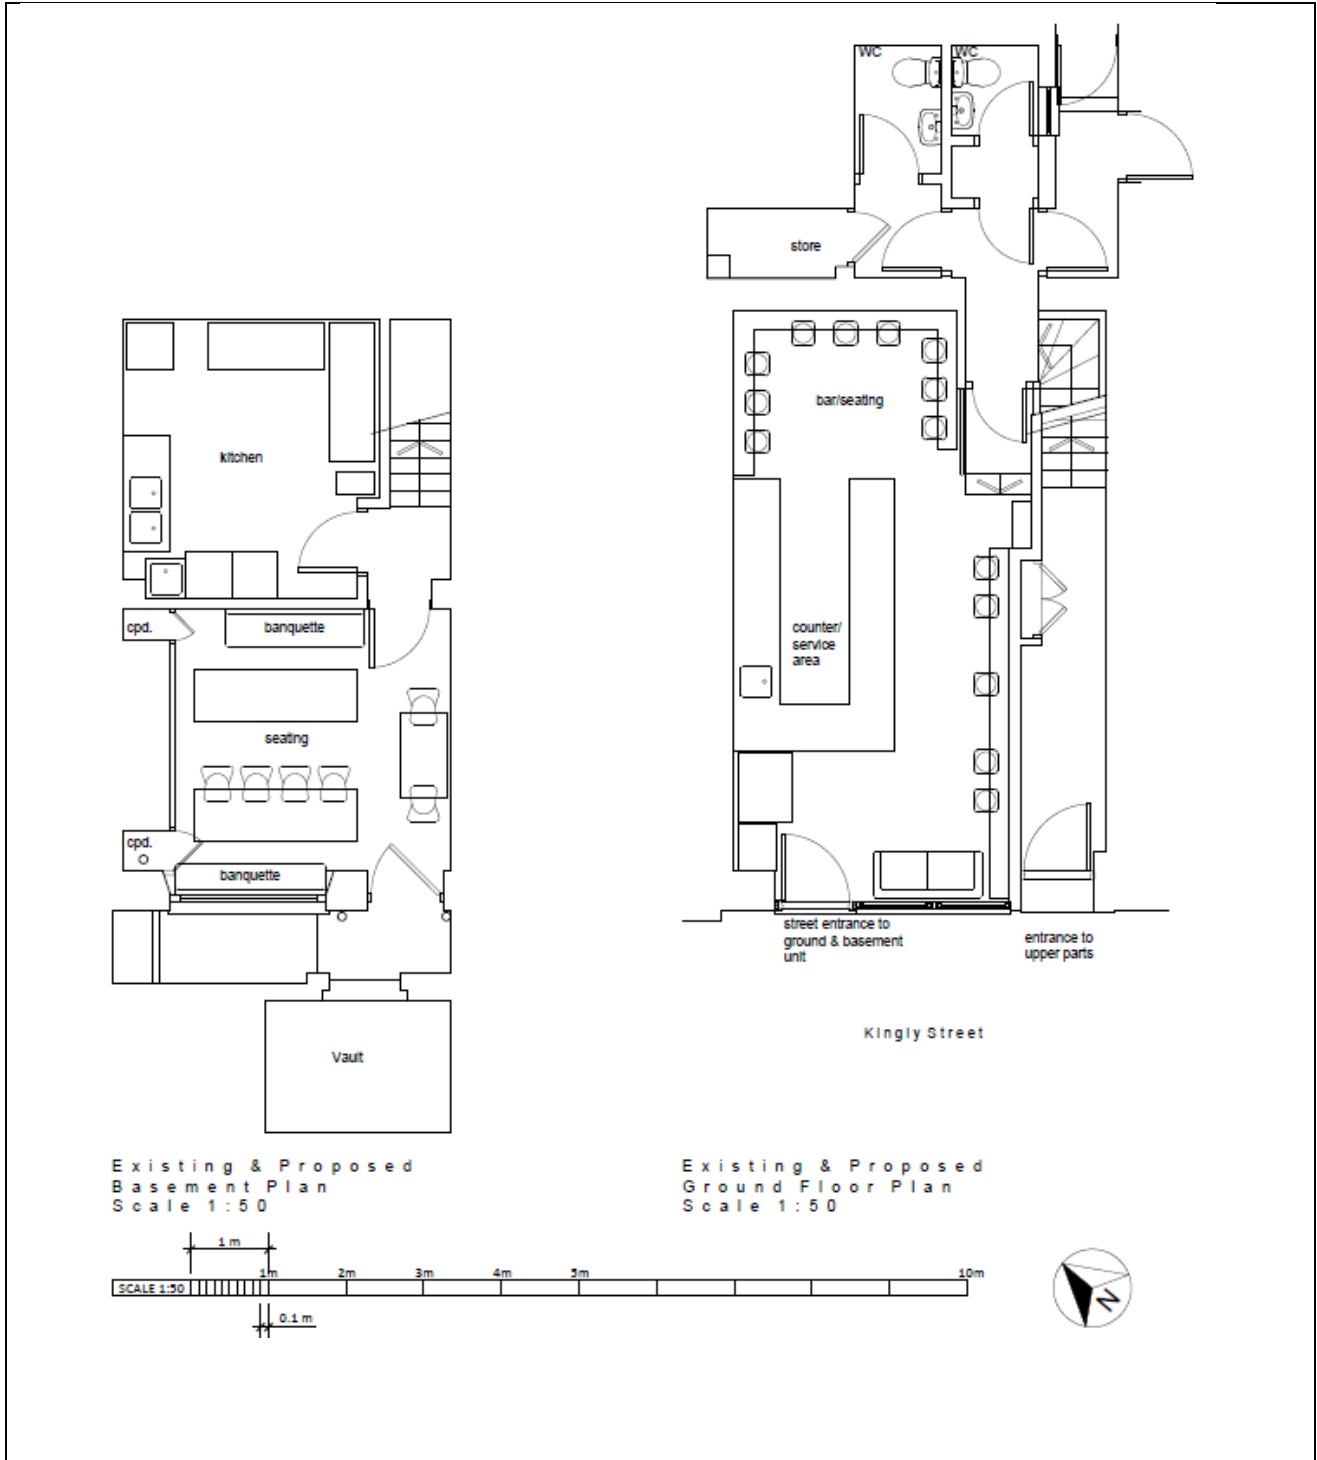 WC
WC
store
bar/seating
kitchen
counter/
service
area
cpd.
banquette
seating
cpd.
banquette
street entrance to
ground & basement
unit
entrance to
upper parts
Kingly Street
Vault
Existing & Proposed
Basement Plan
Scale 1:50
Existing & Proposed
Ground Floor Plan
Scale 1:50
1 m
SCALE 1:50
1m
2m
3m
4m
5m
10m
0.1 m
N